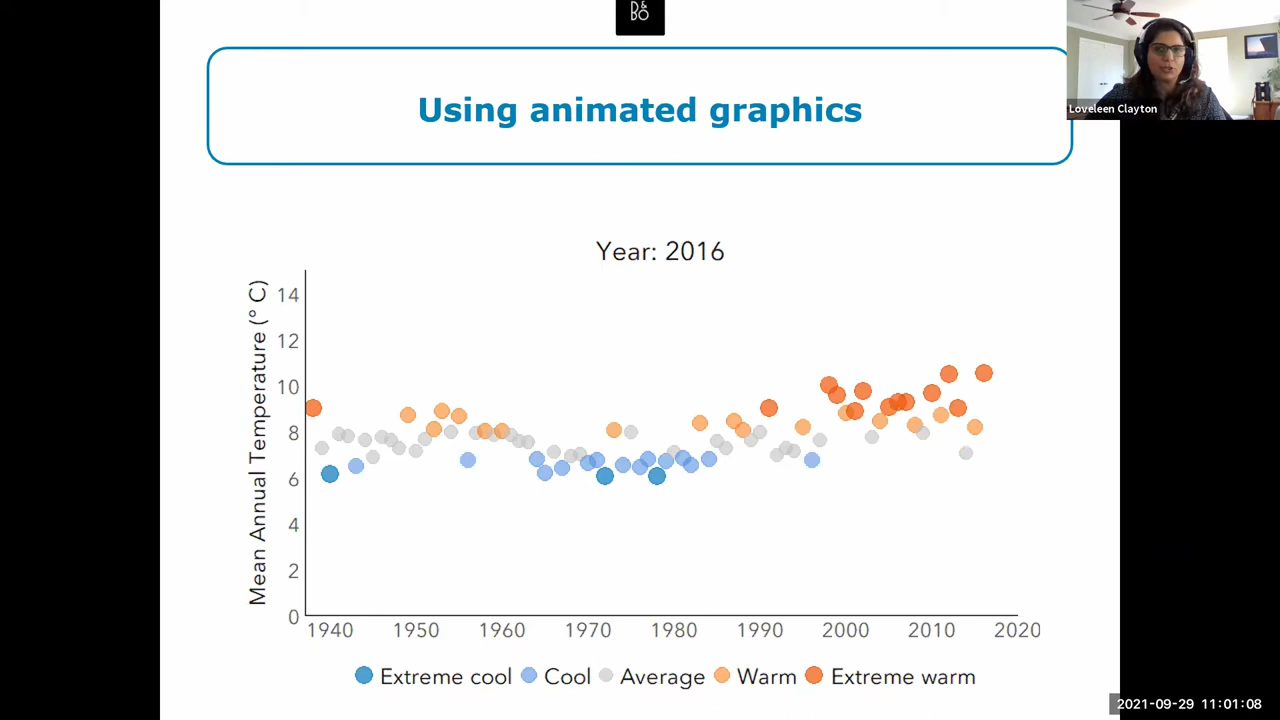 D&
BO
Using animated graphics
Loveleen Clayton
Year: 2016
Mean Annual Temperature (° C)
14
12
10
8
6
4
2
0
1940 1950 1960 1970 1980 1990 2000 2010 2020
Extreme cool Cool Average Warm Extreme warm
2021-09-29 11:01:08